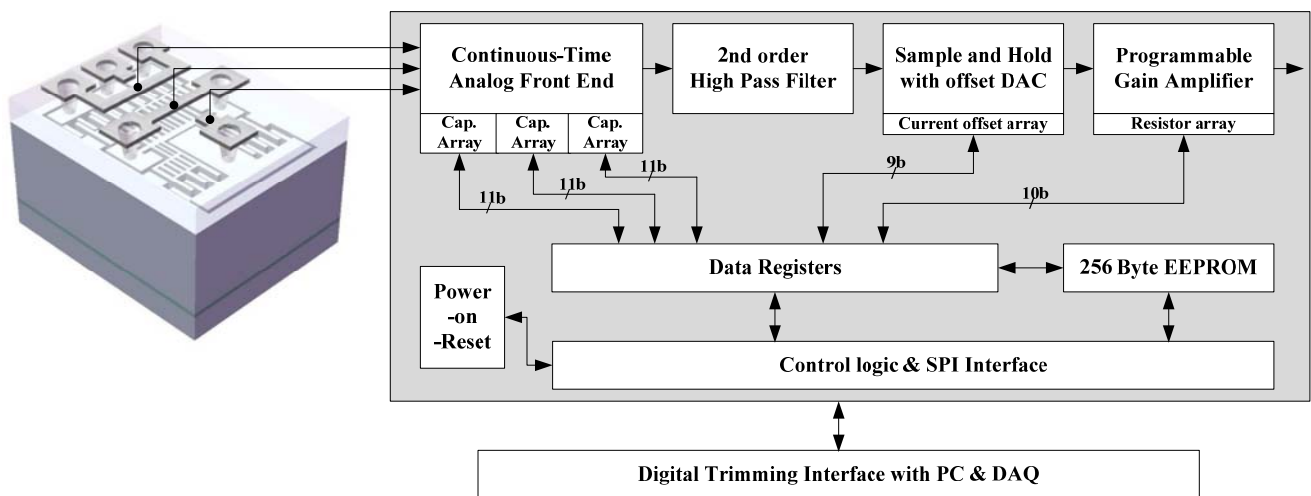 Continuous-Time
Analog Front End
Cap.
Array
Cap.
Array
Cap.
Array
2nd order
High Pass Filter
Sample and Hold
with offset DAC
Current offset array
Programmable
Gain Amplifier
Resistor array
11b
11b
11b
9b
10b
Data Registers
256 Byte EEPROM
Power
-on
-Reset
Control logic & SPI Interface
Digital Trimming Interface with PC & DAQ